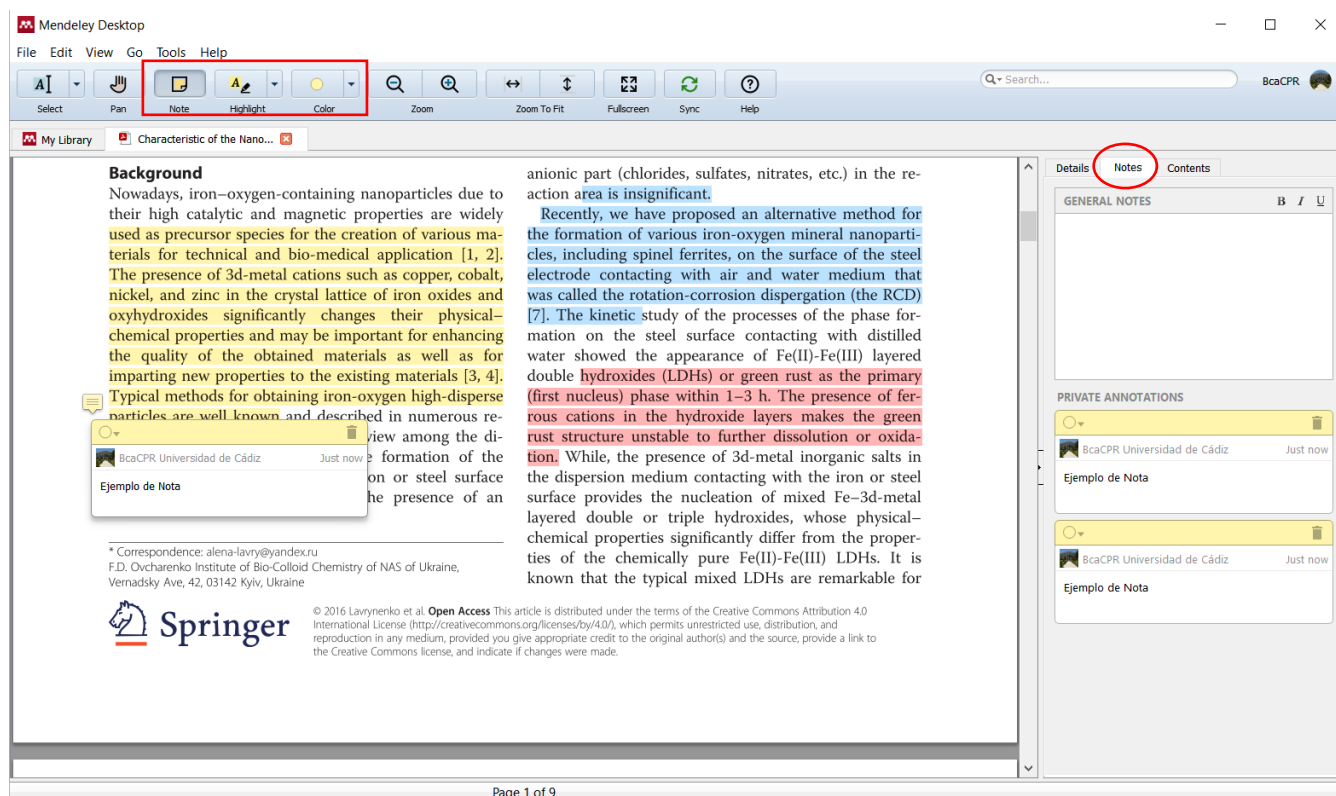 Mendeley Desktop
File Edit View Go Tools Help
Select Pan Note Highlight Color Zoom Zoom To Fit Fullscreen Sync Help
Search...
BcaCPR
My Library
Characteristic of the Nano...
Background
Nowadays, iron–oxygen-containing nanoparticles due to
their high catalytic and magnetic properties are widely
used as precursor species for the creation of various ma-
terials for technical and bio-medical application [1, 2].
The presence of 3d-metal cations such as copper, cobalt,
nickel, and zinc in the crystal lattice of iron oxides and
oxyhydroxides significantly changes their physical–
chemical properties and may be important for enhancing
the quality of the obtained materials as well as for
imparting new properties to the existing materials [3, 4].
Typical methods for obtaining iron-oxygen high-disperse
particles are well known and described in numerous re-
view among the di-
formation of the
on or steel surface
he presence of an
BcaCPR Universidad de Cádiz Just now
Ejemplo de Nota
* Correspondence: alena-lavry@yandex.ru
F.D. Ovcharenko Institute of Bio-Colloid Chemistry of NAS of Ukraine,
Vernadsky Ave, 42, 03142 Kyiv, Ukraine
anionic part (chlorides, sulfates, nitrates, etc.) in the re-
action area is insignificant.
Recently, we have proposed an alternative method for
the formation of various iron-oxygen mineral nanoparti-
cles, including spinel ferrites, on the surface of the steel
electrode contacting with air and water medium that
was called the rotation-corrosion dispergation (the RCD)
[7]. The kinetic study of the processes of the phase for-
mation on the steel surface contacting with distilled
water showed the appearance of Fe(II)-Fe(III) layered
double hydroxides (LDHs) or green rust as the primary
(first nucleus) phase within 1–3 h. The presence of fer-
rous cations in the hydroxide layers makes the green
rust structure unstable to further dissolution or oxida-
tion. While, the presence of 3d-metal inorganic salts in
the dispersion medium contacting with the iron or steel
surface provides the nucleation of mixed Fe–3d-metal
layered double or triple hydroxides, whose physical–
chemical properties significantly differ from the proper-
ties of the chemically pure Fe(II)-Fe(III) LDHs. It is
known that the typical mixed LDHs are remarkable for
Springer
© 2016 Lavrynenko et al. Open Access This article is distributed under the terms of the Creative Commons Attribution 4.0
International License (http://creativecommons.org/licenses/by/4.0/), which permits unrestricted use, distribution, and
reproduction in any medium, provided you give appropriate credit to the original author(s) and the source, provide a link to
the Creative Commons license, and indicate if changes were made.
Details Notes Contents
GENERAL NOTES B I U
PRIVATE ANNOTATIONS
BcaCPR Universidad de Cádiz Just now
Ejemplo de Nota
BcaCPR Universidad de Cádiz Just now
Ejemplo de Nota
Page 1 of 9